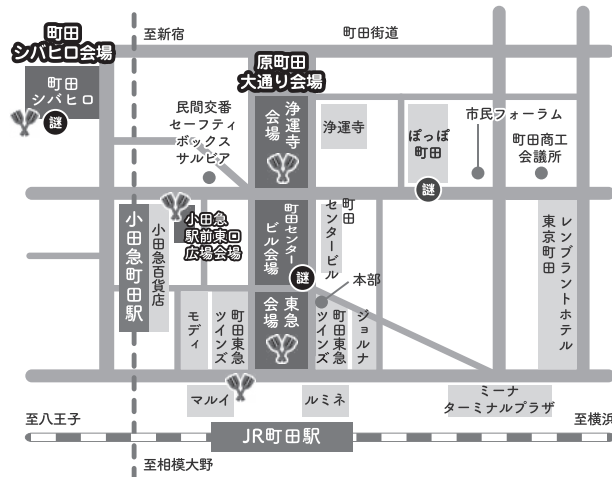 町田
シバヒロ会場
至新宿
町田街道
原町田
大通り会場
町田
シバヒロ
謎
民間交番
セーフティ
ボックス
サルビア
浄運寺
会場
浄運寺
ぽっぽ
町田
謎
市民フォーラム
町田商工
会議所
小田急町田駅
小田急百貨店
小田急
駅前東口
広場会場
町田センター
ビル会場
謎
町田
センタービル
本部
レンブラントホテル
東京町田
モディ
町田東急
ツインズ
東急
会場
町田東急
ツインズ
ジョルナ
マルイ
ルミネ
ミーナ
ターミナルプラザ
至八王子
JR町田駅
至横浜
至相模大野